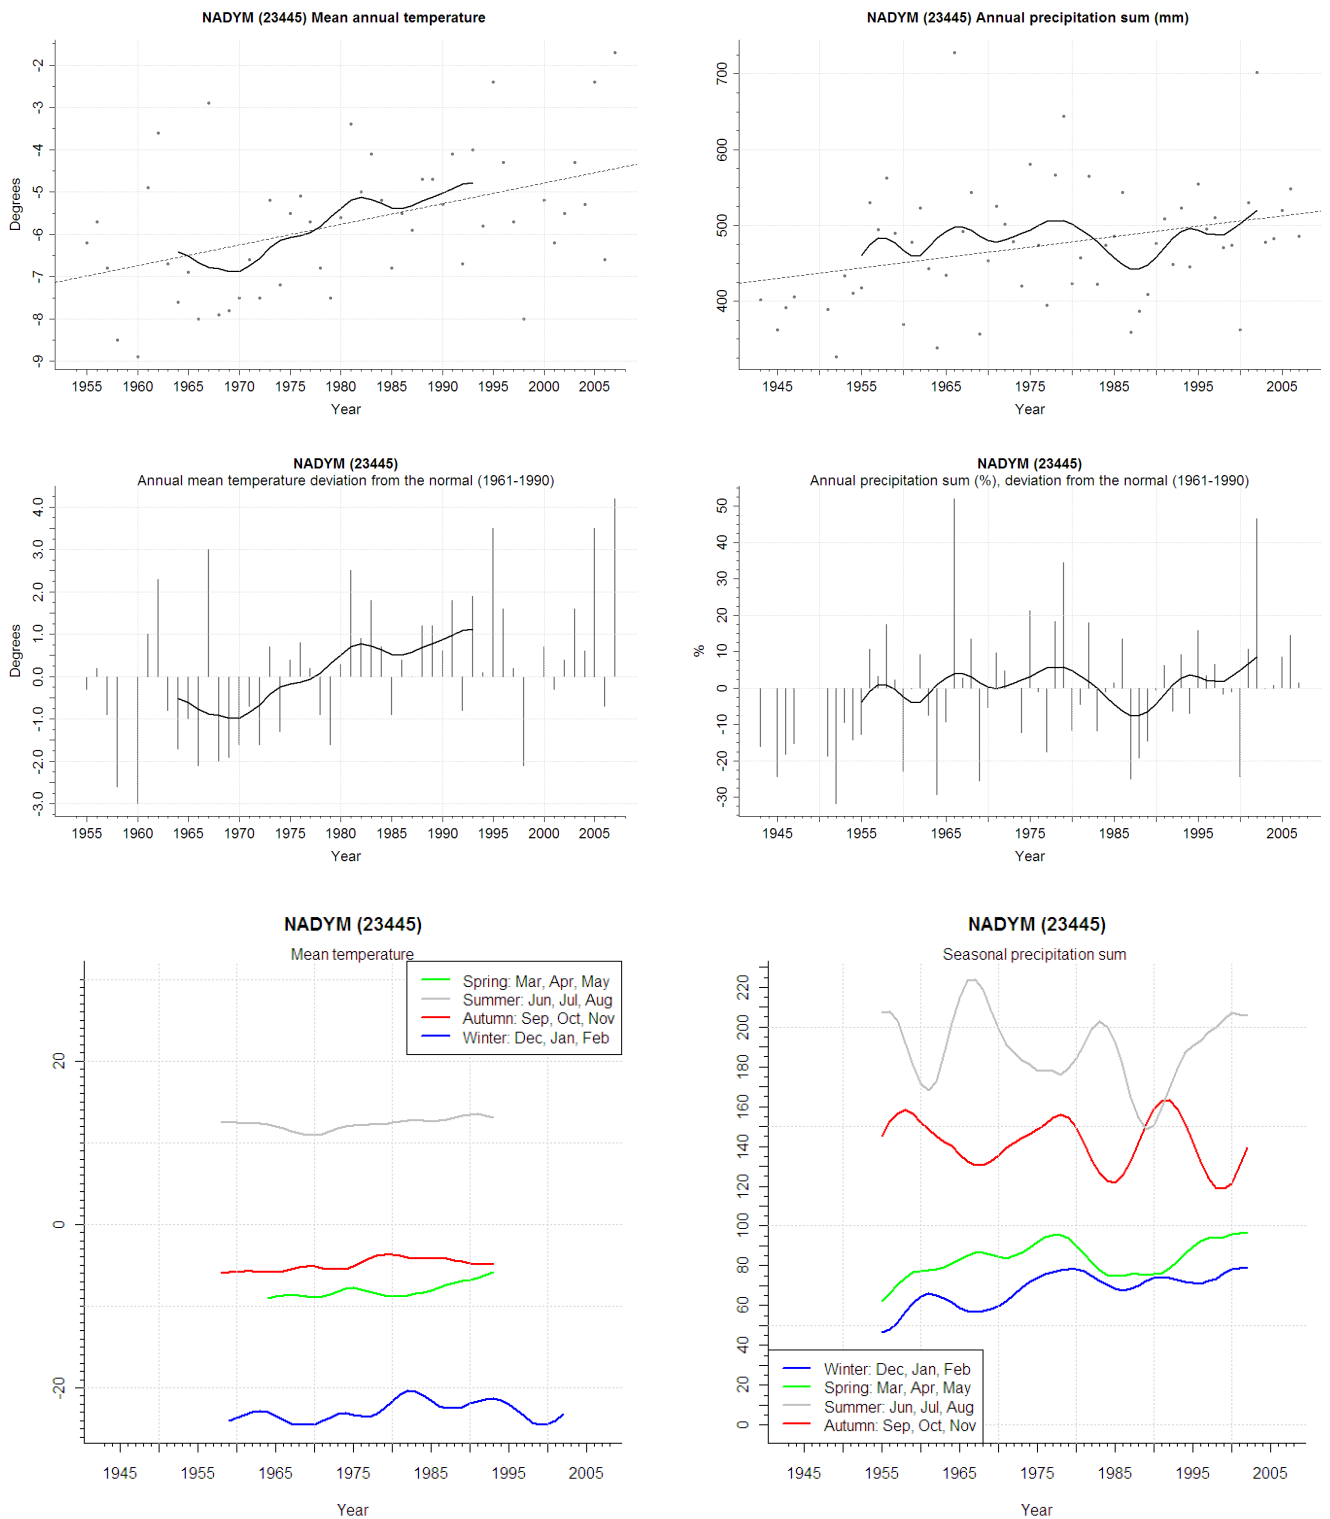 NADYM (23445) Mean annual temperature
Degrees
-2
-3
-4
-5
-6
-7
-8
-9
1955 1960 1965 1970 1975 1980 1985 1990 1995 2000 2005
Year
NADYM (23445) Annual precipitation sum (mm)
700
600
500
400
1945 1955 1965 1975 1985 1995 2005
Year
NADYM (23445)
Annual mean temperature deviation from the normal (1961-1990)
Degrees
4.0
3.0
2.0
1.0
0.0
-1.0
-2.0
-3.0
1955 1960 1965 1970 1975 1980 1985 1990 1995 2000 2005
Year
NADYM (23445)
Annual precipitation sum (%), deviation from the normal (1961-1990)
%
50
40
30
20
10
0
-10
-20
-30
1945 1955 1965 1975 1985 1995 2005
Year
NADYM (23445)
Mean temperature
Spring: Mar, Apr, May
Summer: Jun, Jul, Aug
Autumn: Sep, Oct, Nov
Winter: Dec, Jan, Feb
20
0
-20
1945 1955 1965 1975 1985 1995 2005
Year
NADYM (23445)
Seasonal precipitation sum
220
200
180
160
140
120
100
80
60
40
20
0
Winter: Dec, Jan, Feb
Spring: Mar, Apr, May
Summer: Jun, Jul, Aug
Autumn: Sep, Oct, Nov
1945 1955 1965 1975 1985 1995 2005
Year